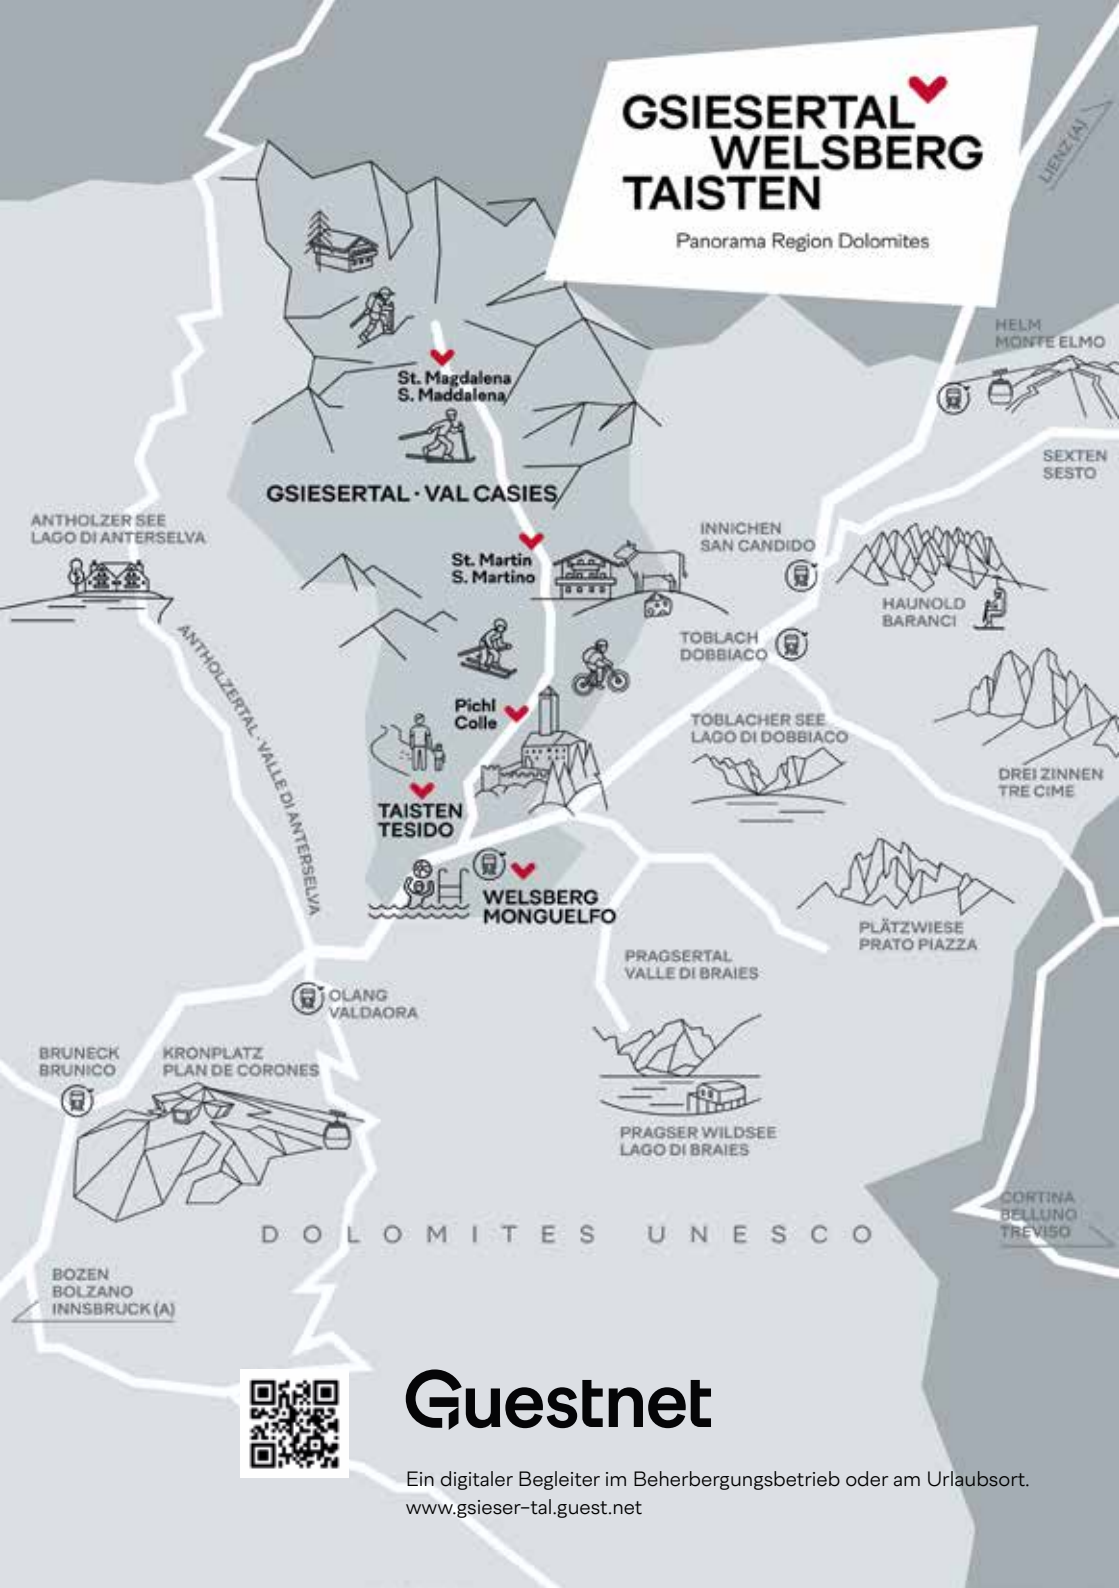 GSIESERTAL
WELSBERG
TAISTEN
Panorama Region Dolomites
LIENZ (A)
HELM
MONTE ELMO
St. Magdalena
S. Maddalena
SEXTEN
SESTO
GSIESERTAL · VAL CASIES
ANTHOLZER SEE
LAGO DI ANTERSELVA
INNICHEN
SAN CANDIDO
St. Martin
S. Martino
HAUNOLD
BARANCI
TOBLACH
DOBBIACO
ANTHOLZERTAL · VALLE DI ANTERSELVA
Pichl
Colle
TOBLACHER SEE
LAGO DI DOBBIACO
DREI ZINNEN
TRE CIME
TAISTEN
TESIDO
WELSBERG
MONGUELFO
PLÄTZWIESE
PRATO PIAZZA
PRAGSERTAL
VALLE DI BRAIES
OLANG
VALDAORA
BRUNECK
BRUNICO
KRONPLATZ
PLAN DE CORONES
PRAGSER WILDSEE
LAGO DI BRAIES
CORTINA
BELLUNO
TREVISO
DOLOMITES UNESCO
BOZEN
BOLZANO
INNSBRUCK (A)
Guestnet
Ein digitaler Begleiter im Beherbergungsbetrieb oder am Urlaubsort.
www.gsieser-tal.guest.net